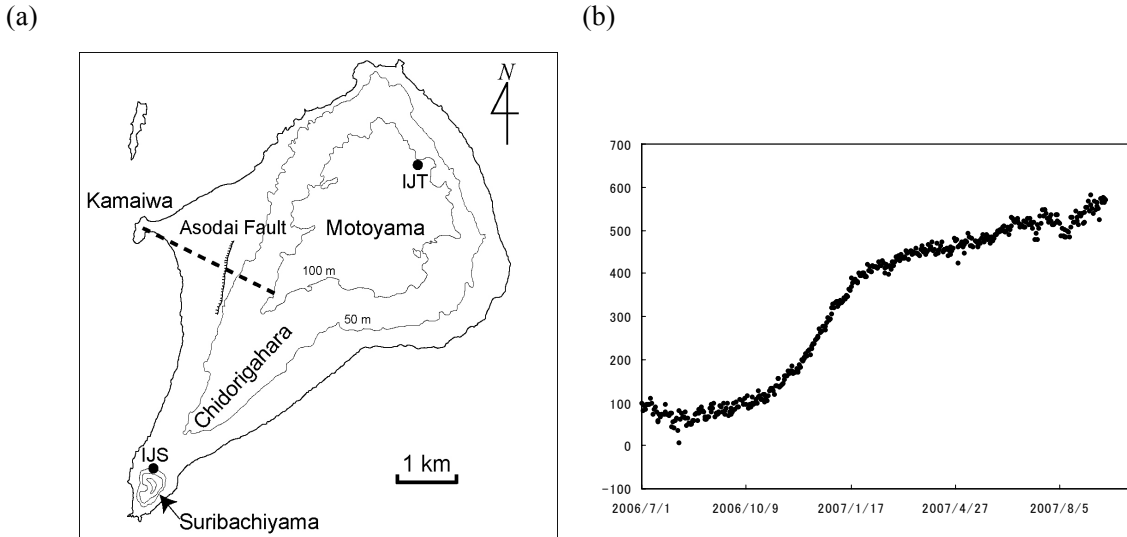 (a)
(b)
N
IJT
Kamaiwa
Asodai Fault
Motoyama
100 m
50 m
Chidorigahara
IJS
1 km
Suribachiyama
700
600
500
400
300
200
100
0
-100
2006/7/1 2006/10/9 2007/1/17 2007/4/27 2007/8/5